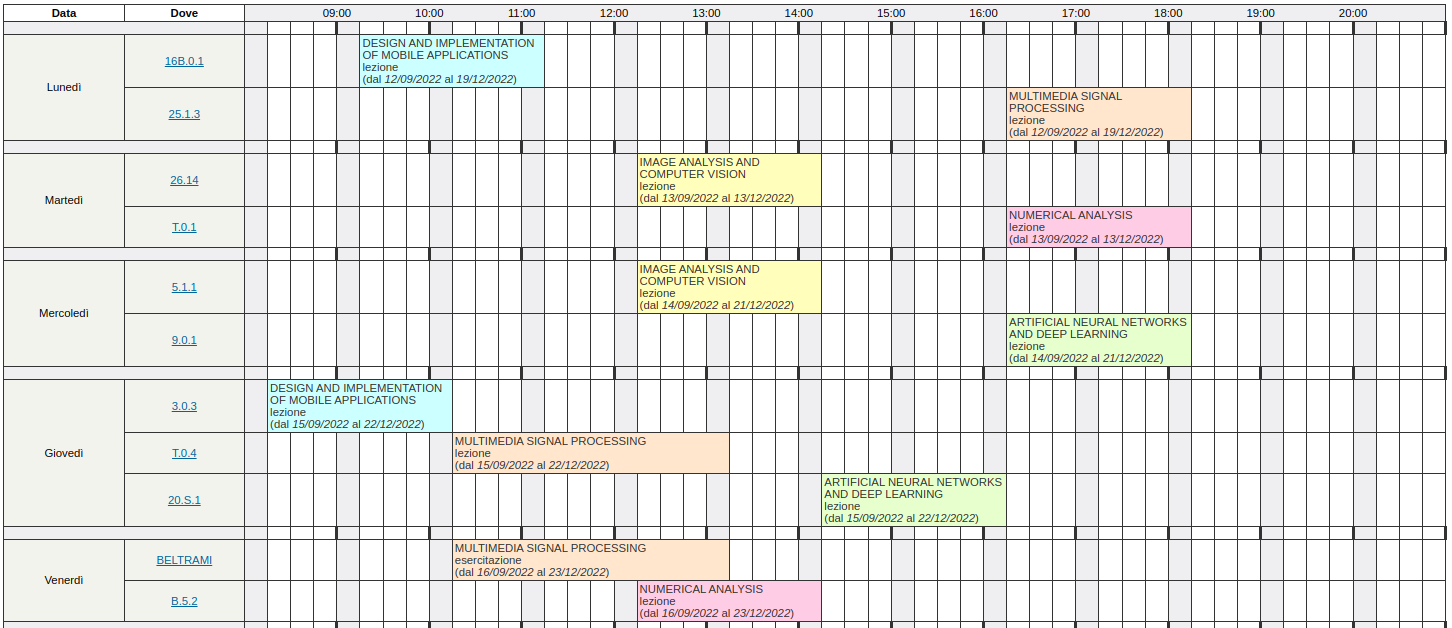 Data Dove 09:00 10:00 11:00 12:00 13:00 14:00 15:00 16:00 17:00 18:00 19:00 20:00
Lunedì
16B.0.1
DESIGN AND IMPLEMENTATION
OF MOBILE APPLICATIONS
lezione
(dal 12/09/2022 al 19/12/2022)
25.1.3
MULTIMEDIA SIGNAL
PROCESSING
lezione
(dal 12/09/2022 al 19/12/2022)
Martedì
26.14
IMAGE ANALYSIS AND
COMPUTER VISION
lezione
(dal 13/09/2022 al 13/12/2022)
T.0.1
NUMERICAL ANALYSIS
lezione
(dal 13/09/2022 al 13/12/2022)
Mercoledì
5.1.1
IMAGE ANALYSIS AND
COMPUTER VISION
lezione
(dal 14/09/2022 al 21/12/2022)
9.0.1
ARTIFICIAL NEURAL NETWORKS
AND DEEP LEARNING
lezione
(dal 14/09/2022 al 21/12/2022)
Giovedì
3.0.3
DESIGN AND IMPLEMENTATION
OF MOBILE APPLICATIONS
lezione
(dal 15/09/2022 al 22/12/2022)
T.0.4
MULTIMEDIA SIGNAL PROCESSING
lezione
(dal 15/09/2022 al 22/12/2022)
20.S.1
ARTIFICIAL NEURAL NETWORKS
AND DEEP LEARNING
lezione
(dal 15/09/2022 al 22/12/2022)
Venerdì
BELTRAMI
MULTIMEDIA SIGNAL PROCESSING
esercitazione
(dal 16/09/2022 al 23/12/2022)
B.5.2
NUMERICAL ANALYSIS
lezione
(dal 16/09/2022 al 23/12/2022)